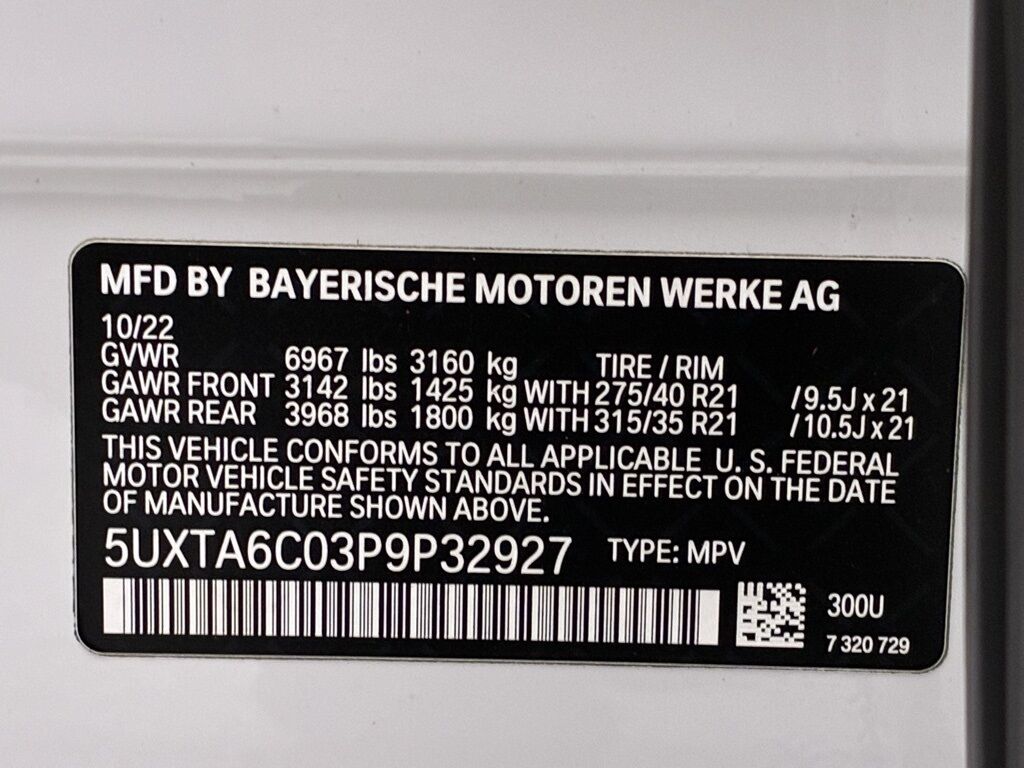 MFD BY BAYERISCHE MOTOREN WERKE AG
10/22
GVWR 6967 lbs 3160 kg TIRE / RIM
GAWR FRONT 3142 lbs 1425 kg WITH 275/40 R21 / 9.5J x 21
GAWR REAR 3968 lbs 1800 kg WITH 315/35 R21 / 10.5J x 21
THIS VEHICLE CONFORMS TO ALL APPLICABLE U. S. FEDERAL
MOTOR VEHICLE SAFETY STANDARDS IN EFFECT ON THE DATE
OF MANUFACTURE SHOWN ABOVE.
5UXTA6C03P9P32927 TYPE: MPV
300U
7 320 729